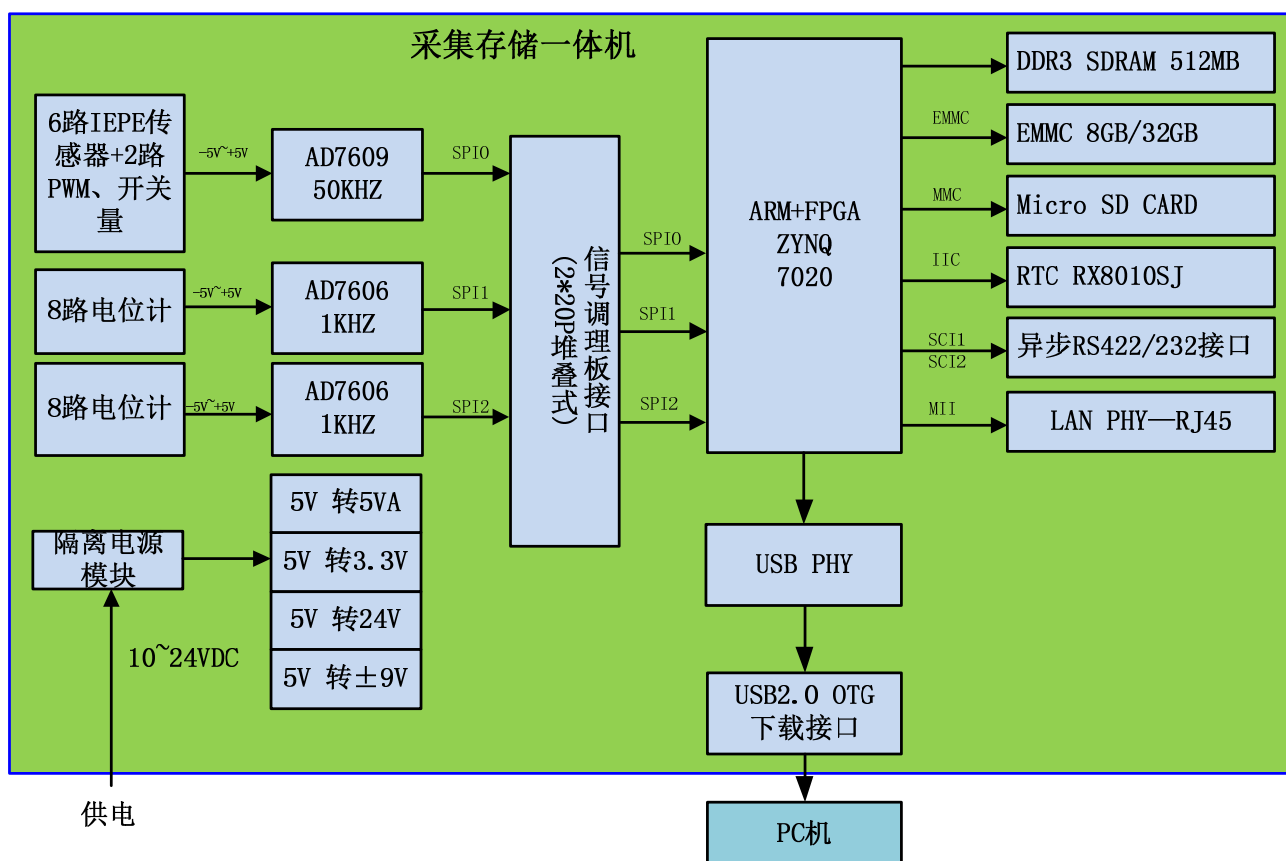 采集存储一体机
6路IEPE传
感器+2路
PWM、开关
量
-5V~+5V
AD7609
50KHZ
SPI0
8路电位计
-5V~+5V
AD7606
1KHZ
SPI1
8路电位计
-5V~+5V
AD7606
1KHZ
SPI2
信号调理板接口
(2*20P堆叠式)
SPI0
SPI1
SPI2
ARM+FPGA
ZYNQ
7020
DDR3 SDRAM 512MB
EMMC
EMMC 8GB/32GB
MMC
Micro SD CARD
IIC
RTC RX8010SJ
SCI1
SCI2
异步RS422/232接口
MII
LAN PHY—RJ45
隔离电源
模块
5V 转5VA
5V 转3.3V
5V 转24V
5V 转±9V
10~24VDC
供电
USB PHY
USB2.0 OTG
下载接口
PC机